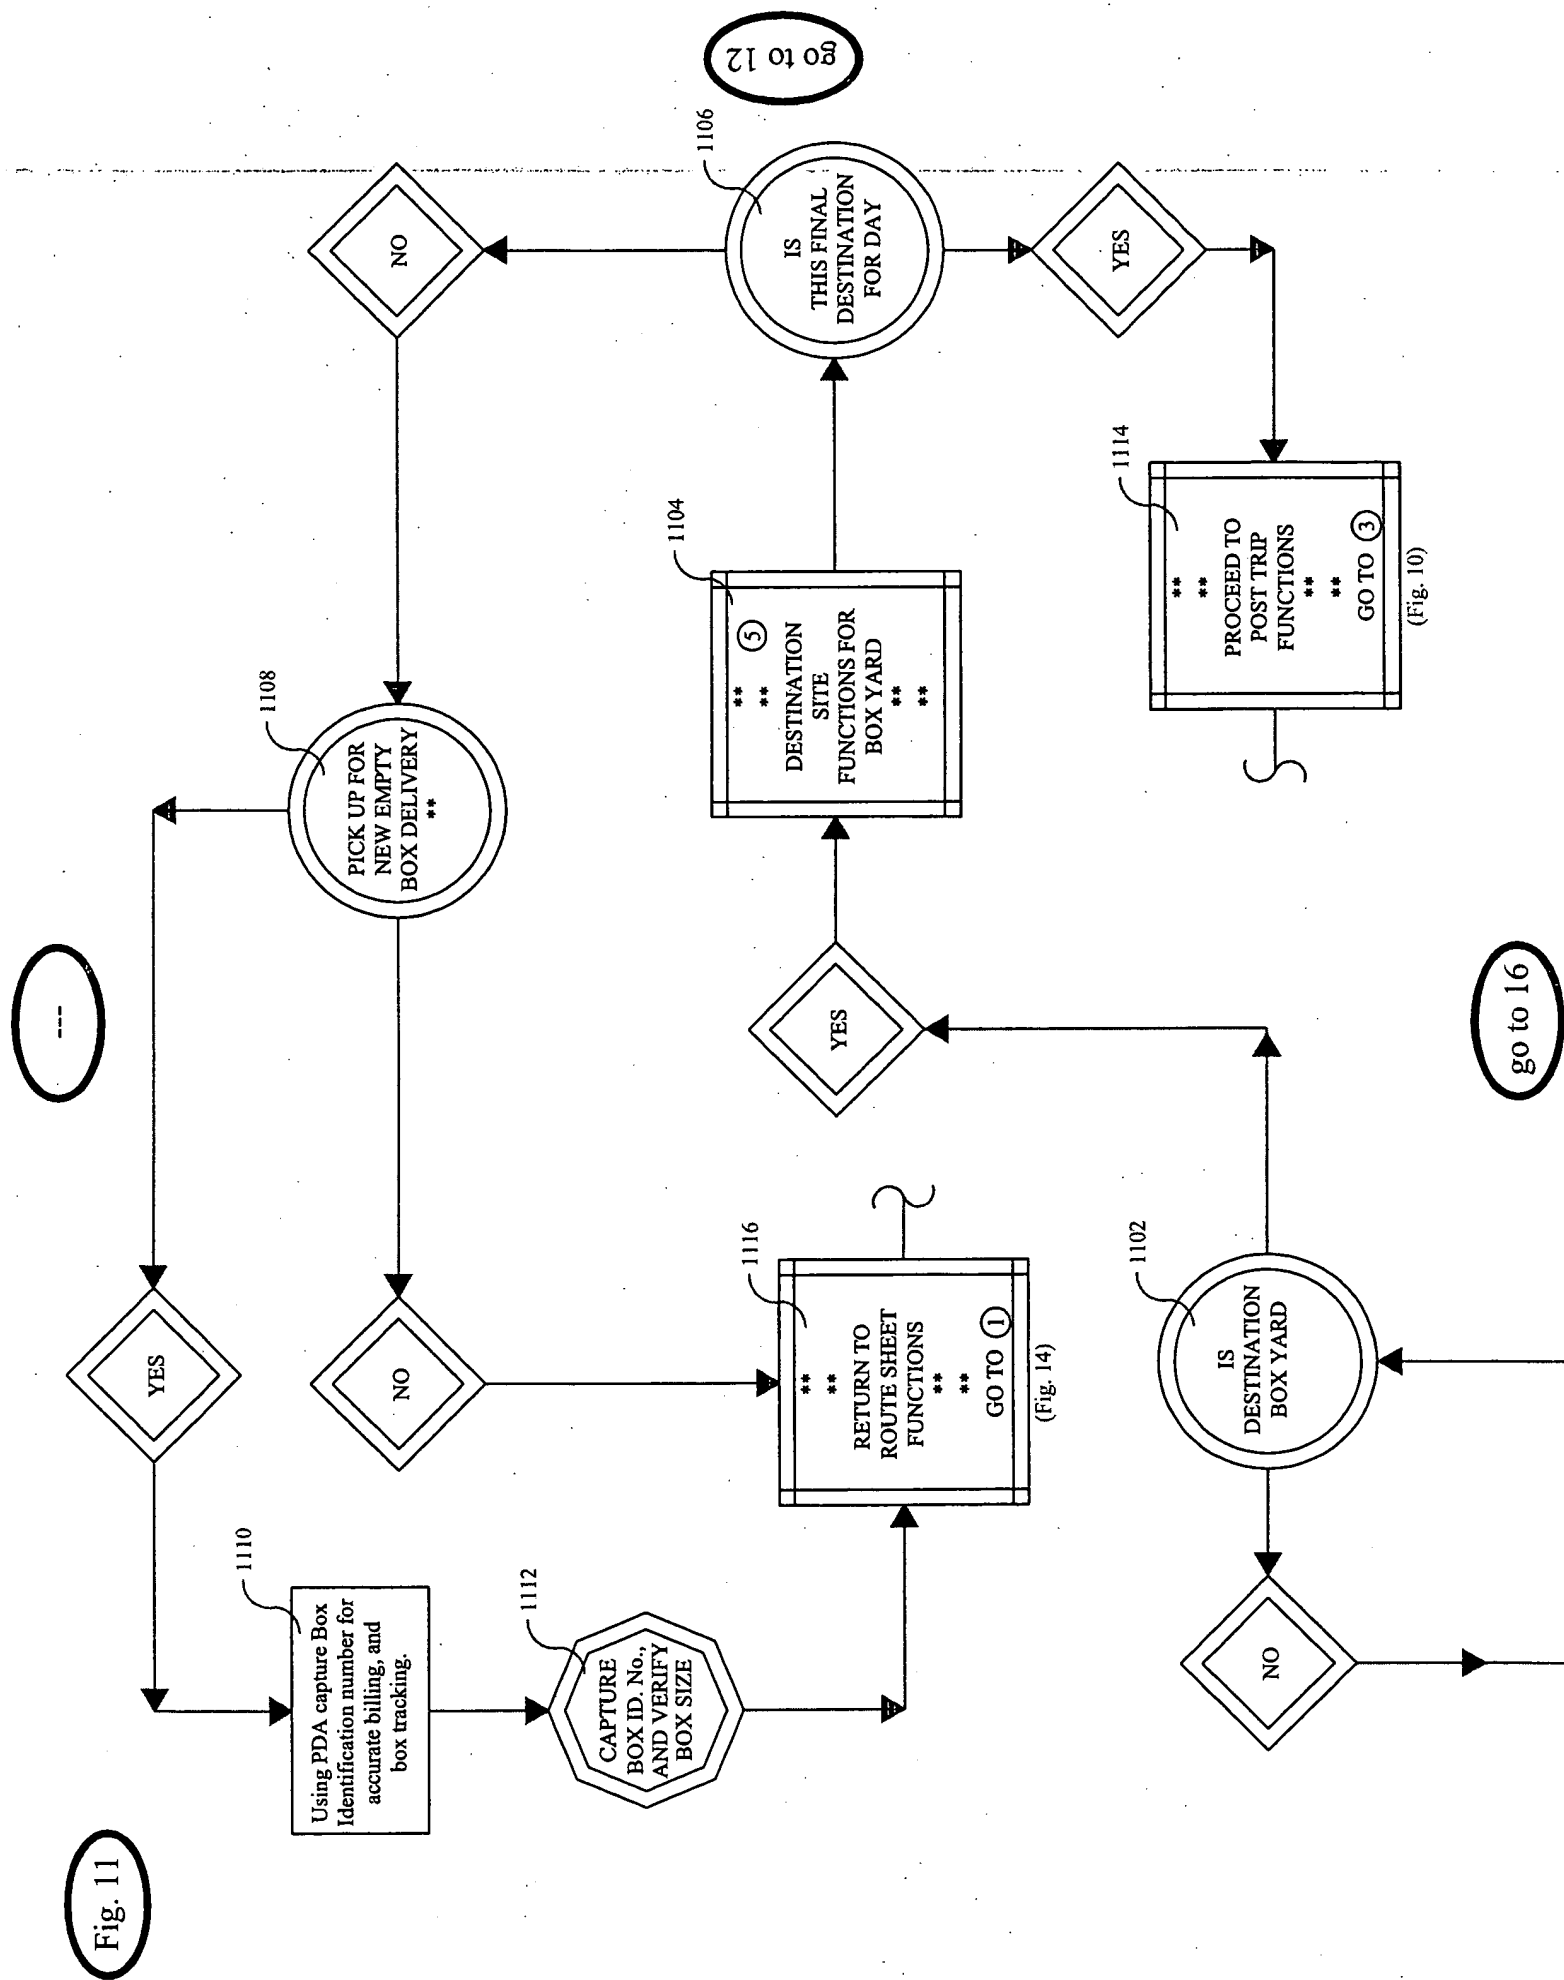 Fig. 11
---
go to 12
go to 16
YES
1110
Using PDA capture Box
Identification number for
accurate billing, and
box tracking.
1112
CAPTURE
BOX ID. No.,
AND VERIFY
BOX SIZE
NO
1108
PICK UP FOR
NEW EMPTY
BOX DELIVERY
**
NO
1116
**
**
RETURN TO
ROUTE SHEET
FUNCTIONS
**
**
GO TO 1
(Fig. 14)
YES
1104
** 5
**
DESTINATION
SITE
FUNCTIONS FOR
BOX YARD
**
**
1106
IS
THIS FINAL
DESTINATION
FOR DAY
NO
1102
IS
DESTINATION
BOX YARD
1114
**
**
PROCEED TO
POST TRIP
FUNCTIONS
**
**
GO TO 3
(Fig. 10)
YES